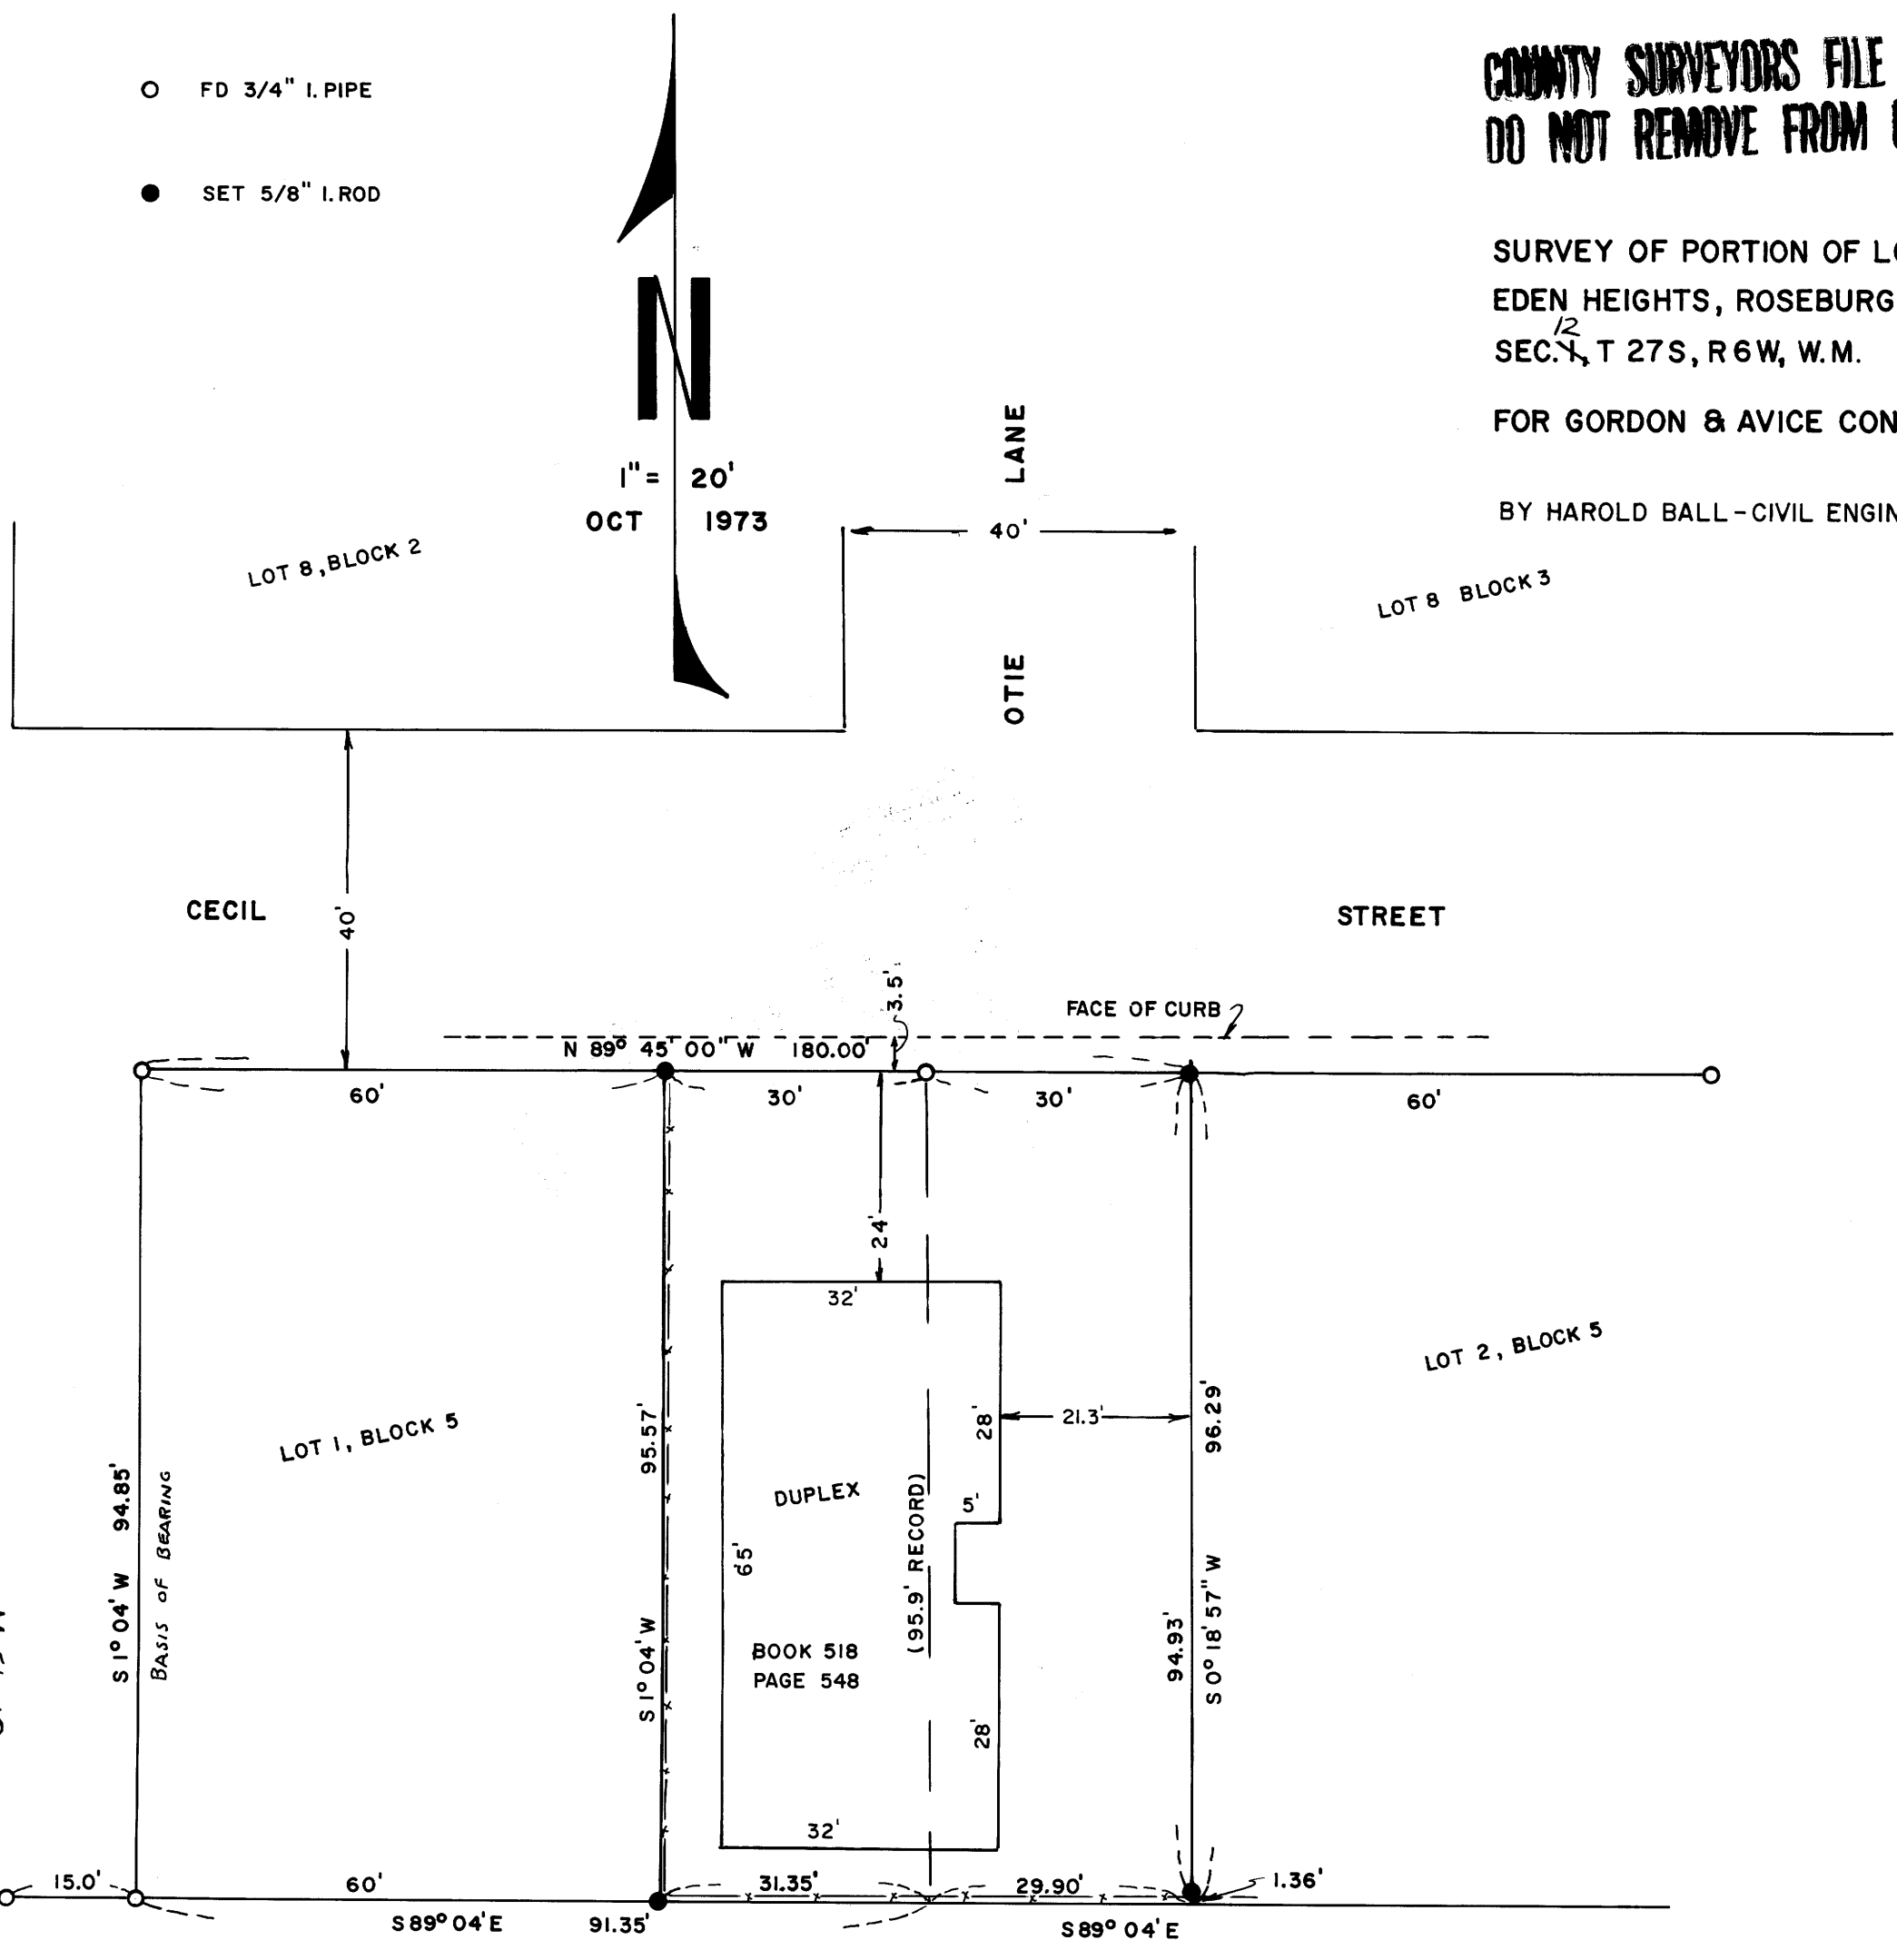 FD 3/4" I. PIPE
SET 5/8" I. ROD
COUNTY SURVEYORS FILE
DO NOT REMOVE FROM
SURVEY OF PORTION OF
EDEN HEIGHTS, ROSEBURG
12
SEC. 1, T 27S, R 6W, W.M.
FOR GORDON & AVICE CON
BY HAROLD BALL - CIVIL ENGIN
N
1" = 20'
OCT 1973
LANE
40'
OTIE
LOT 8, BLOCK 2
LOT 8 BLOCK 3
CECIL
40'
STREET
3.5'
FACE OF CURB
N 89° 45' 00" W 180.00'
60'
30'
30'
60'
24'
32'
LOT 1, BLOCK 5
LOT 2, BLOCK 5
S 1° 04' W 94.85'
BASIS OF BEARING
S 1° 04' W 95.57'
DUPLEX
65'
BOOK 518
PAGE 548
(95.9' RECORD)
28'
5'
28'
21.3'
94.93'
S 0° 18' 57" W 96.29'
32'
15.0'
60'
31.35'
29.90'
1.36'
S 89° 04' E
91.35'
S 89° 04' E